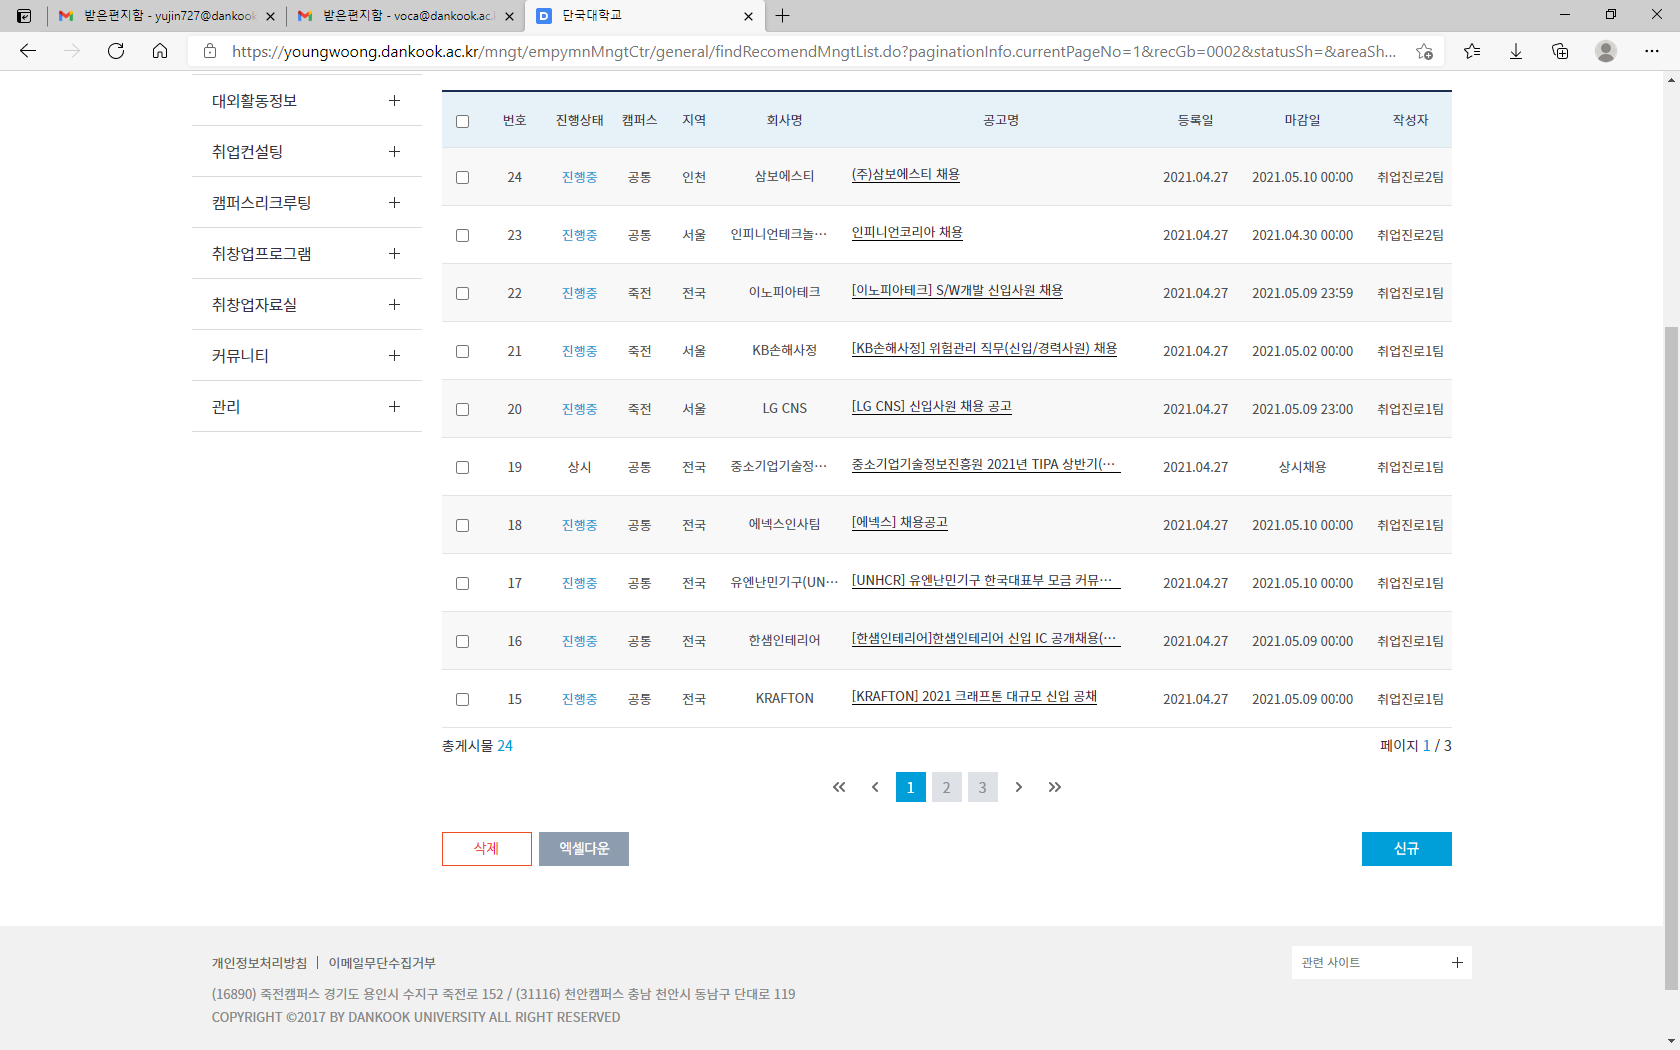 받은편지함 - yujin727@dankook
받은편지함 - voca@dankook.ac.
단국대학교
https://youngwoong.dankook.ac.kr/mngt/empymnMngtCtr/general/findRecomendMngtList.do?paginationInfo.currentPageNo=1&recGb=0002&statusSh=&areaSh...
대외활동정보
취업컨설팅
캠퍼스리크루팅
취창업프로그램
취창업자료실
커뮤니티
관리
번호 진행상태 캠퍼스 지역 회사명 공고명 등록일 마감일 작성자
24 진행중 공통 인천 삼보에스티 (주)삼보에스티 채용 2021.04.27 2021.05.10 00:00 취업진로2팀
23 진행중 공통 서울 인피니언테크놀··· 인피니언코리아 채용 2021.04.27 2021.04.30 00:00 취업진로2팀
22 진행중 죽전 전국 이노피아테크 [이노피아테크] S/W개발 신입사원 채용 2021.04.27 2021.05.09 23:59 취업진로1팀
21 진행중 죽전 서울 KB손해사정 [KB손해사정] 위험관리 직무(신입/경력사원) 채용 2021.04.27 2021.05.02 00:00 취업진로1팀
20 진행중 죽전 서울 LG CNS [LG CNS] 신입사원 채용 공고 2021.04.27 2021.05.09 23:00 취업진로1팀
19 상시 공통 전국 중소기업기술정··· 중소기업기술정보진흥원 2021년 TIPA 상반기(··· 2021.04.27 상시채용 취업진로1팀
18 진행중 공통 전국 에넥스인사팀 [에넥스] 채용공고 2021.04.27 2021.05.10 00:00 취업진로1팀
17 진행중 공통 전국 유엔난민기구(UN··· [UNHCR] 유엔난민기구 한국대표부 모금 커뮤··· 2021.04.27 2021.05.10 00:00 취업진로1팀
16 진행중 공통 전국 한샘인테리어 [한샘인테리어]한샘인테리어 신입 IC 공개채용(··· 2021.04.27 2021.05.09 00:00 취업진로1팀
15 진행중 공통 전국 KRAFTON [KRAFTON] 2021 크래프톤 대규모 신입 공채 2021.04.27 2021.05.09 00:00 취업진로1팀
총게시물 24
페이지 1 / 3
1 2 3
삭제 엑셀다운 신규
개인정보처리방침 | 이메일무단수집거부
관련 사이트
(16890) 죽전캠퍼스 경기도 용인시 수지구 죽전로 152 / (31116) 천안캠퍼스 충남 천안시 동남구 단대로 119
COPYRIGHT ©2017 BY DANKOOK UNIVERSITY ALL RIGHT RESERVED